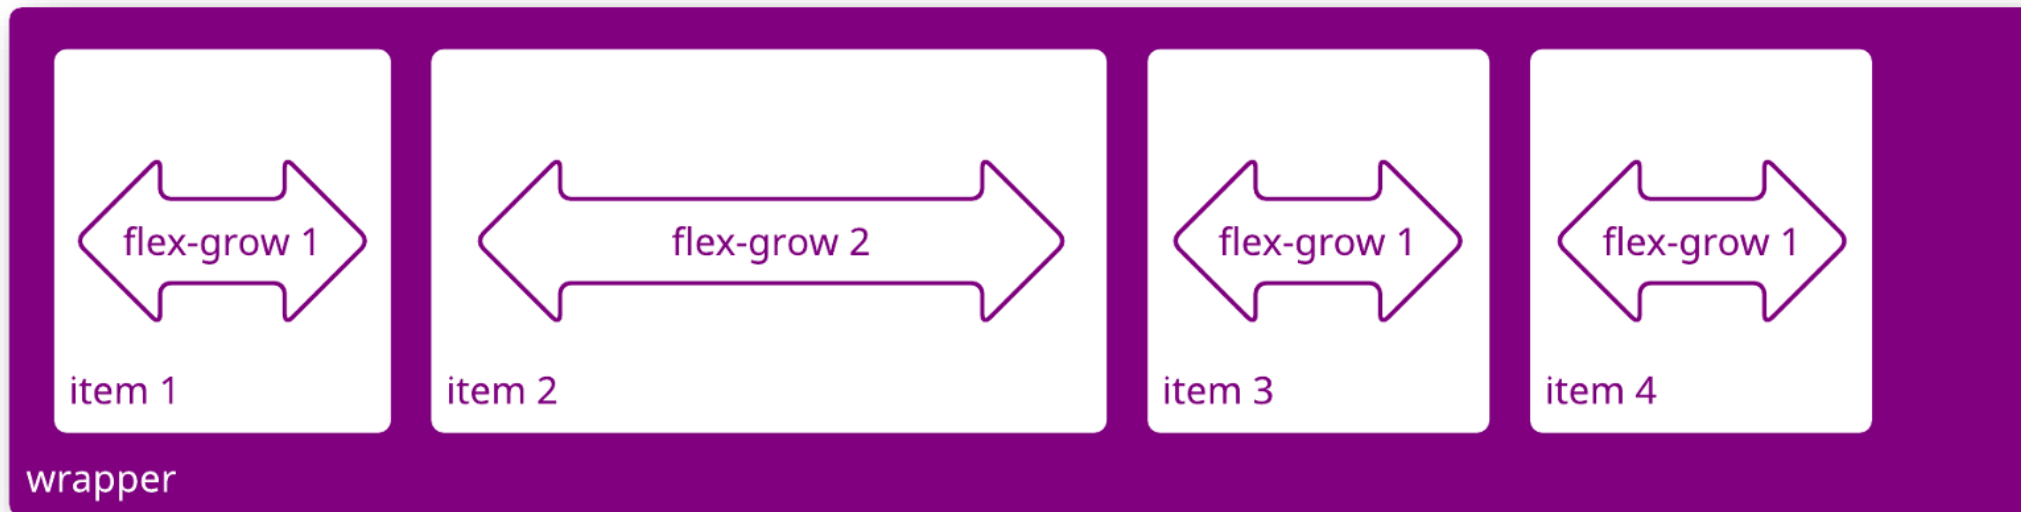 flex-grow 1
flex-grow 2
flex-grow 1
flex-grow 1
item 1
item 2
item 3
item 4
wrapper